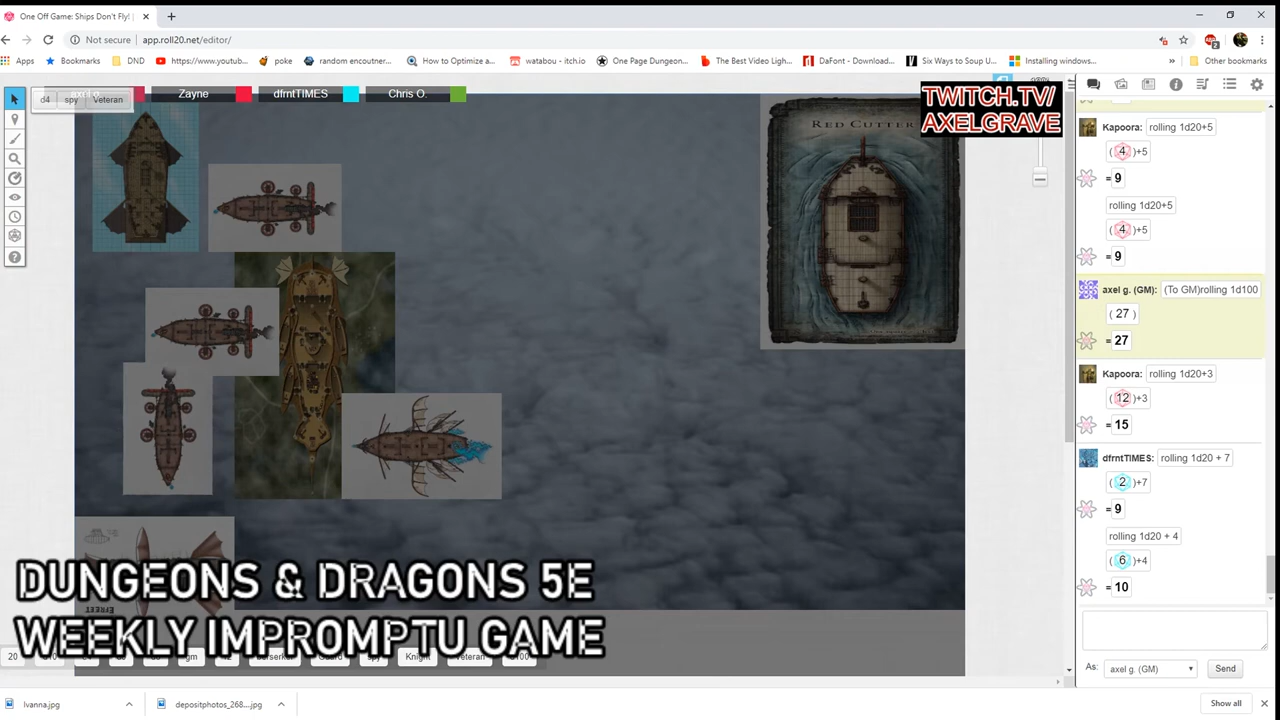 One Off Game: Ships Don't Fly! |
Not secure | app.roll20.net/editor/
Apps Bookmarks DND https://www.youtub... poke random encoutner... How to Optimize a... watabou - itch.io One Page Dungeon... The Best Video Ligh... DaFont - Download... Six Ways to Soup U... Installing windows... » Other bookmarks
d4 spy Veteran
Zayne dfrntTIMES Chris O.
TWITCH.TV/
AXELGRAVE
RED CUTTER
Kapoora: rolling 1d20+5
( 4 )+5
= 9
rolling 1d20+5
( 4 )+5
= 9
axel g. (GM): (To GM)rolling 1d100
( 27 )
= 27
Kapoora: rolling 1d20+3
( 12 )+3
= 15
dfrntTIMES: rolling 1d20 + 7
( 2 )+7
= 9
rolling 1d20 + 4
( 6 )+4
= 10
DUNGEONS & DRAGONS 5E
WEEKLY IMPROMPTU GAME
20 gm spy Knight Veteran
As: axel g. (GM) Send
Ivanna.jpg depositphotos_268....jpg Show all